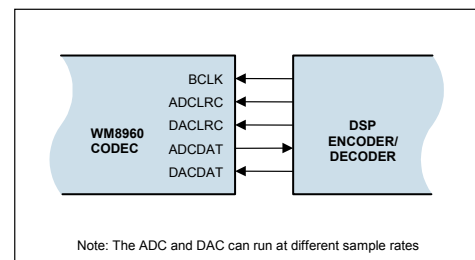 BCLK
ADCLRC
DACLRC
ADCDAT
DACDAT
WM8960
CODEC
DSP
ENCODER/
DECODER
Note: The ADC and DAC can run at different sample rates